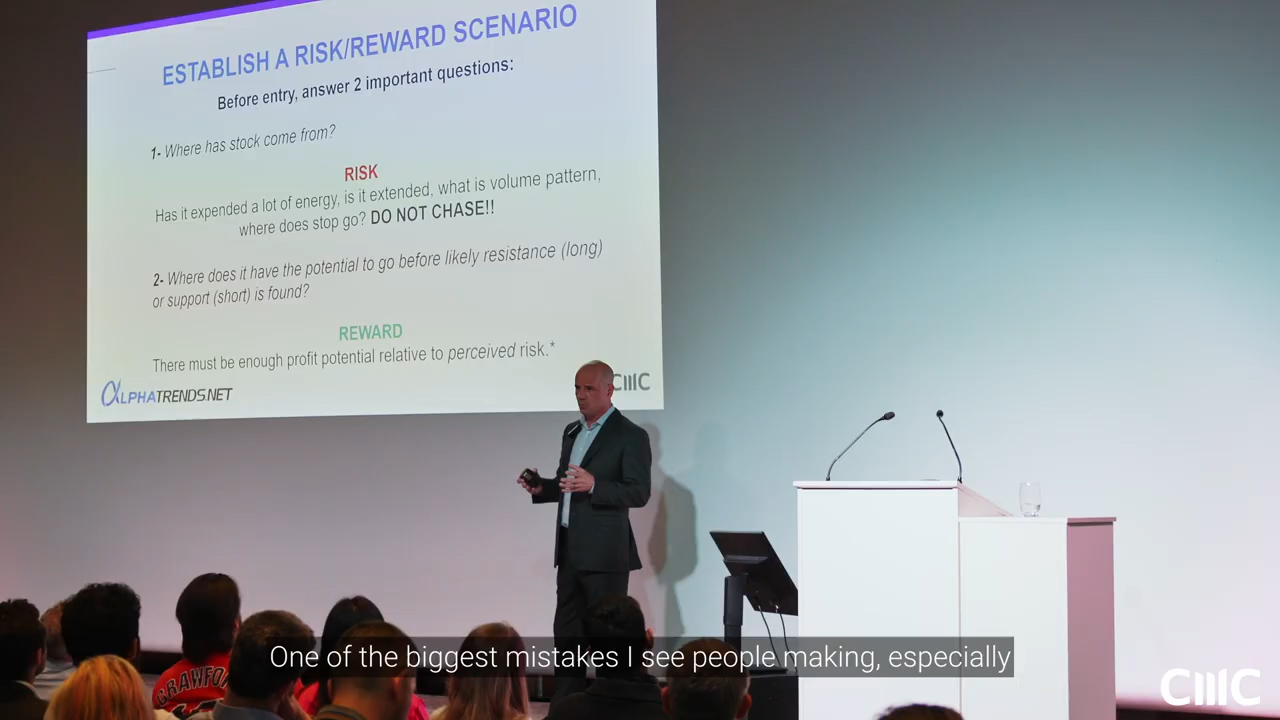 ESTABLISH A RISK/REWARD SCENARIO
Before entry, answer 2 important questions:
1- Where has stock come from?
RISK
Has it expended a lot of energy, is it extended, what is volume pattern,
where does stop go? DO NOT CHASE!!
2- Where does it have the potential to go before likely resistance (long)
or support (short) is found?
REWARD
There must be enough profit potential relative to perceived risk.*
ALPHATRENDS.NET
CMC
CRAWFO
One of the biggest mistakes I see people making, especially
CMC